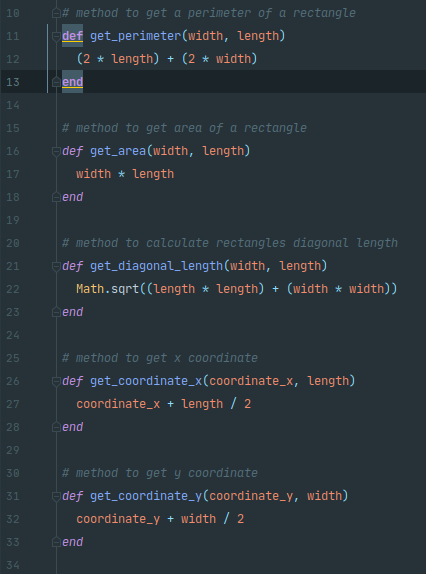 10 # method to get a perimeter of a rectangle
11 def get_perimeter(width, length)
12 (2 * length) + (2 * width)
13 end
14
15 # method to get area of a rectangle
16 def get_area(width, length)
17 width * length
18 end
19
20 # method to calculate rectangles diagonal length
21 def get_diagonal_length(width, length)
22 Math.sqrt((length * length) + (width * width))
23 end
24
25 # method to get x coordinate
26 def get_coordinate_x(coordinate_x, length)
27 coordinate_x + length / 2
28 end
29
30 # method to get y coordinate
31 def get_coordinate_y(coordinate_y, width)
32 coordinate_y + width / 2
33 end
34